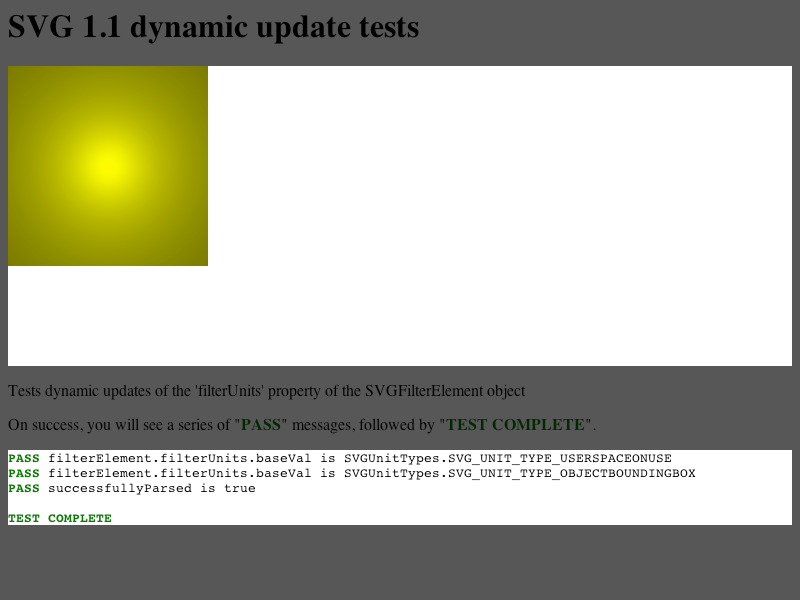 SVG 1.1 dynamic update tests
Tests dynamic updates of the 'filterUnits' property of the SVGFilterElement object
On success, you will see a series of "PASS" messages, followed by "TEST COMPLETE".
PASS filterElement.filterUnits.baseVal is SVGUnitTypes.SVG_UNIT_TYPE_USERSPACEONUSE
PASS filterElement.filterUnits.baseVal is SVGUnitTypes.SVG_UNIT_TYPE_OBJECTBOUNDINGBOX
PASS successfullyParsed is true
TEST COMPLETE